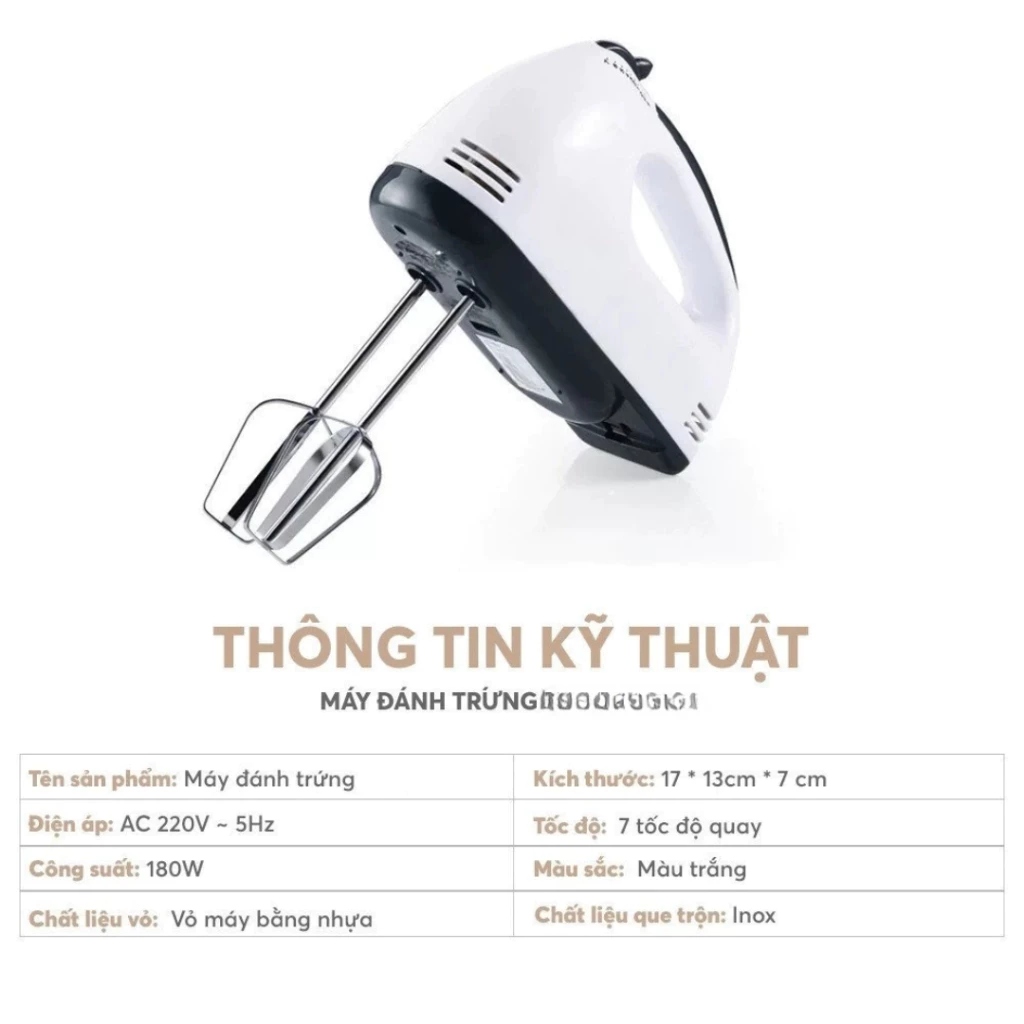 THÔNG TIN KỸ THUẬT
MÁY ĐÁNH TRỨNG
Tên sản phẩm: Máy đánh trứng
Kích thước: 17 * 13cm * 7 cm
Điện áp: AC 220V ~ 5Hz
Tốc độ: 7 tốc độ quay
Công suất: 180W
Màu sắc: Màu trắng
Chất liệu vỏ: Vỏ máy bằng nhựa
Chất liệu que trộn: Inox